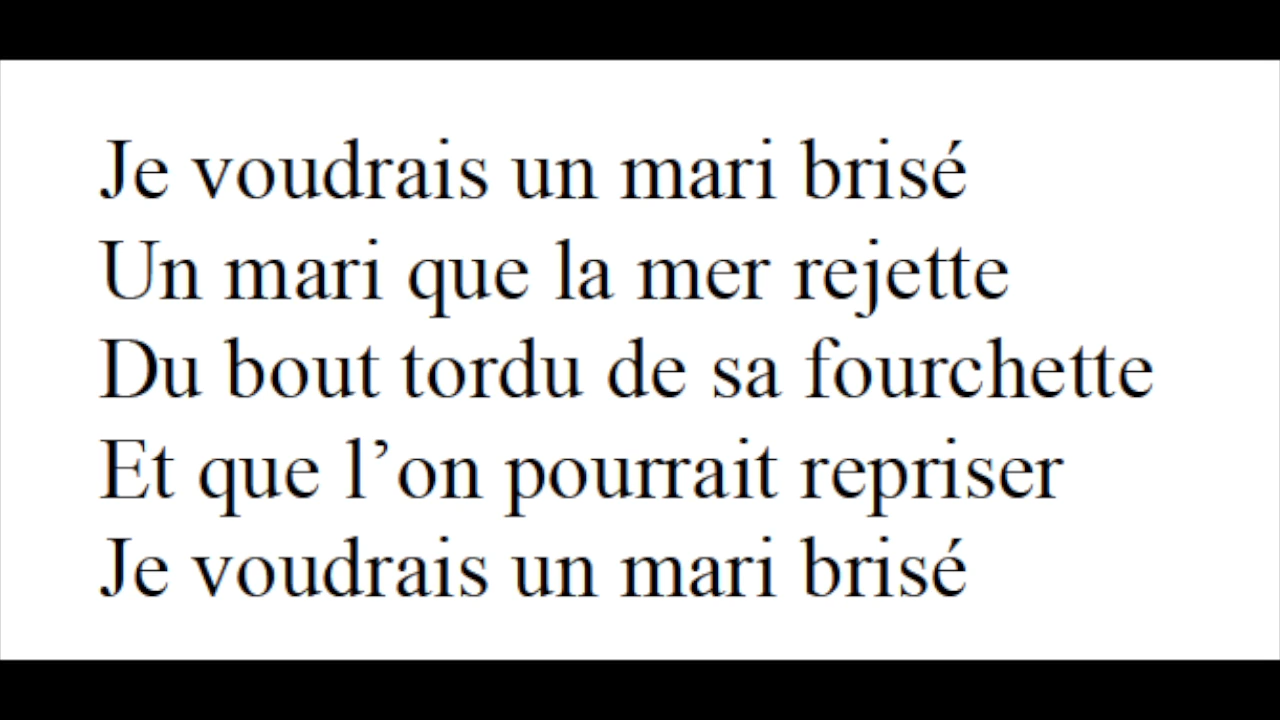 Je voudrais un mari brisé
Un mari que la mer rejette
Du bout tordu de sa fourchette
Et que l’on pourrait repriser
Je voudrais un mari brisé